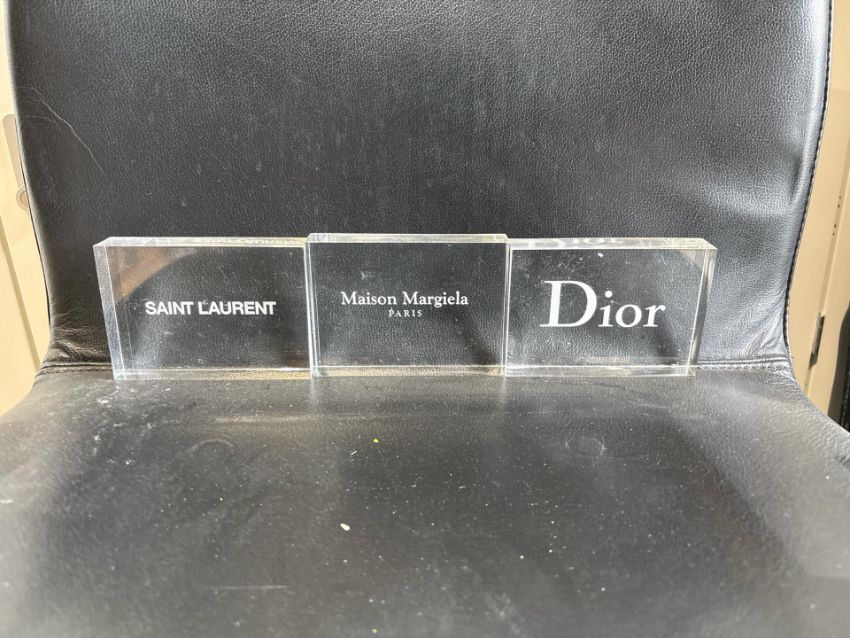 SAINT LAURENT
Maison Margiela
PARIS
Dior